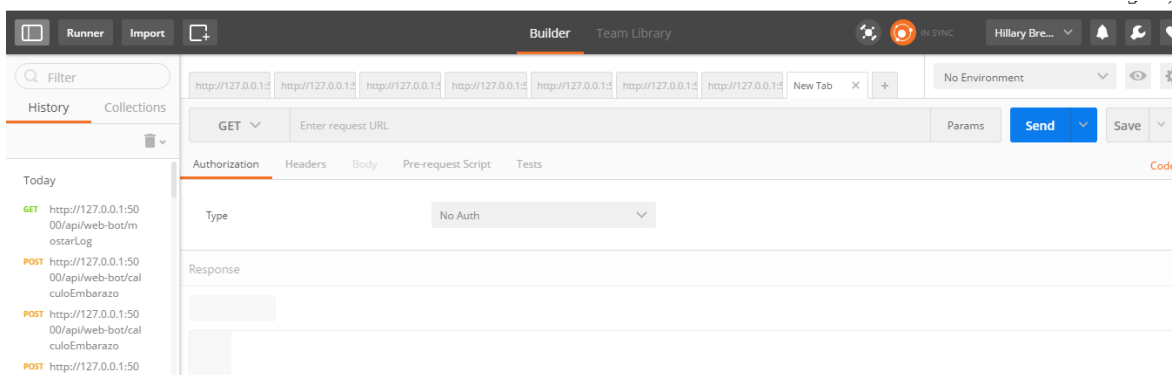 Runner Import Builder Team Library IN SYNC Hillary Bre...
Filter
http://127.0.0.1:5 http://127.0.0.1:5 http://127.0.0.1:5 http://127.0.0.1:5 http://127.0.0.1:5 http://127.0.0.1:5 http://127.0.0.1:5 New Tab × + No Environment
History Collections
GET Enter request URL Params Send Save
Authorization Headers Body Pre-request Script Tests Code
Today
GET http://127.0.0.1:50
00/api/web-bot/m
ostarLog
POST http://127.0.0.1:50
00/api/web-bot/cal
culoEmbarazo
POST http://127.0.0.1:50
00/api/web-bot/cal
culoEmbarazo
POST http://127.0.0.1:50
Type No Auth
Response